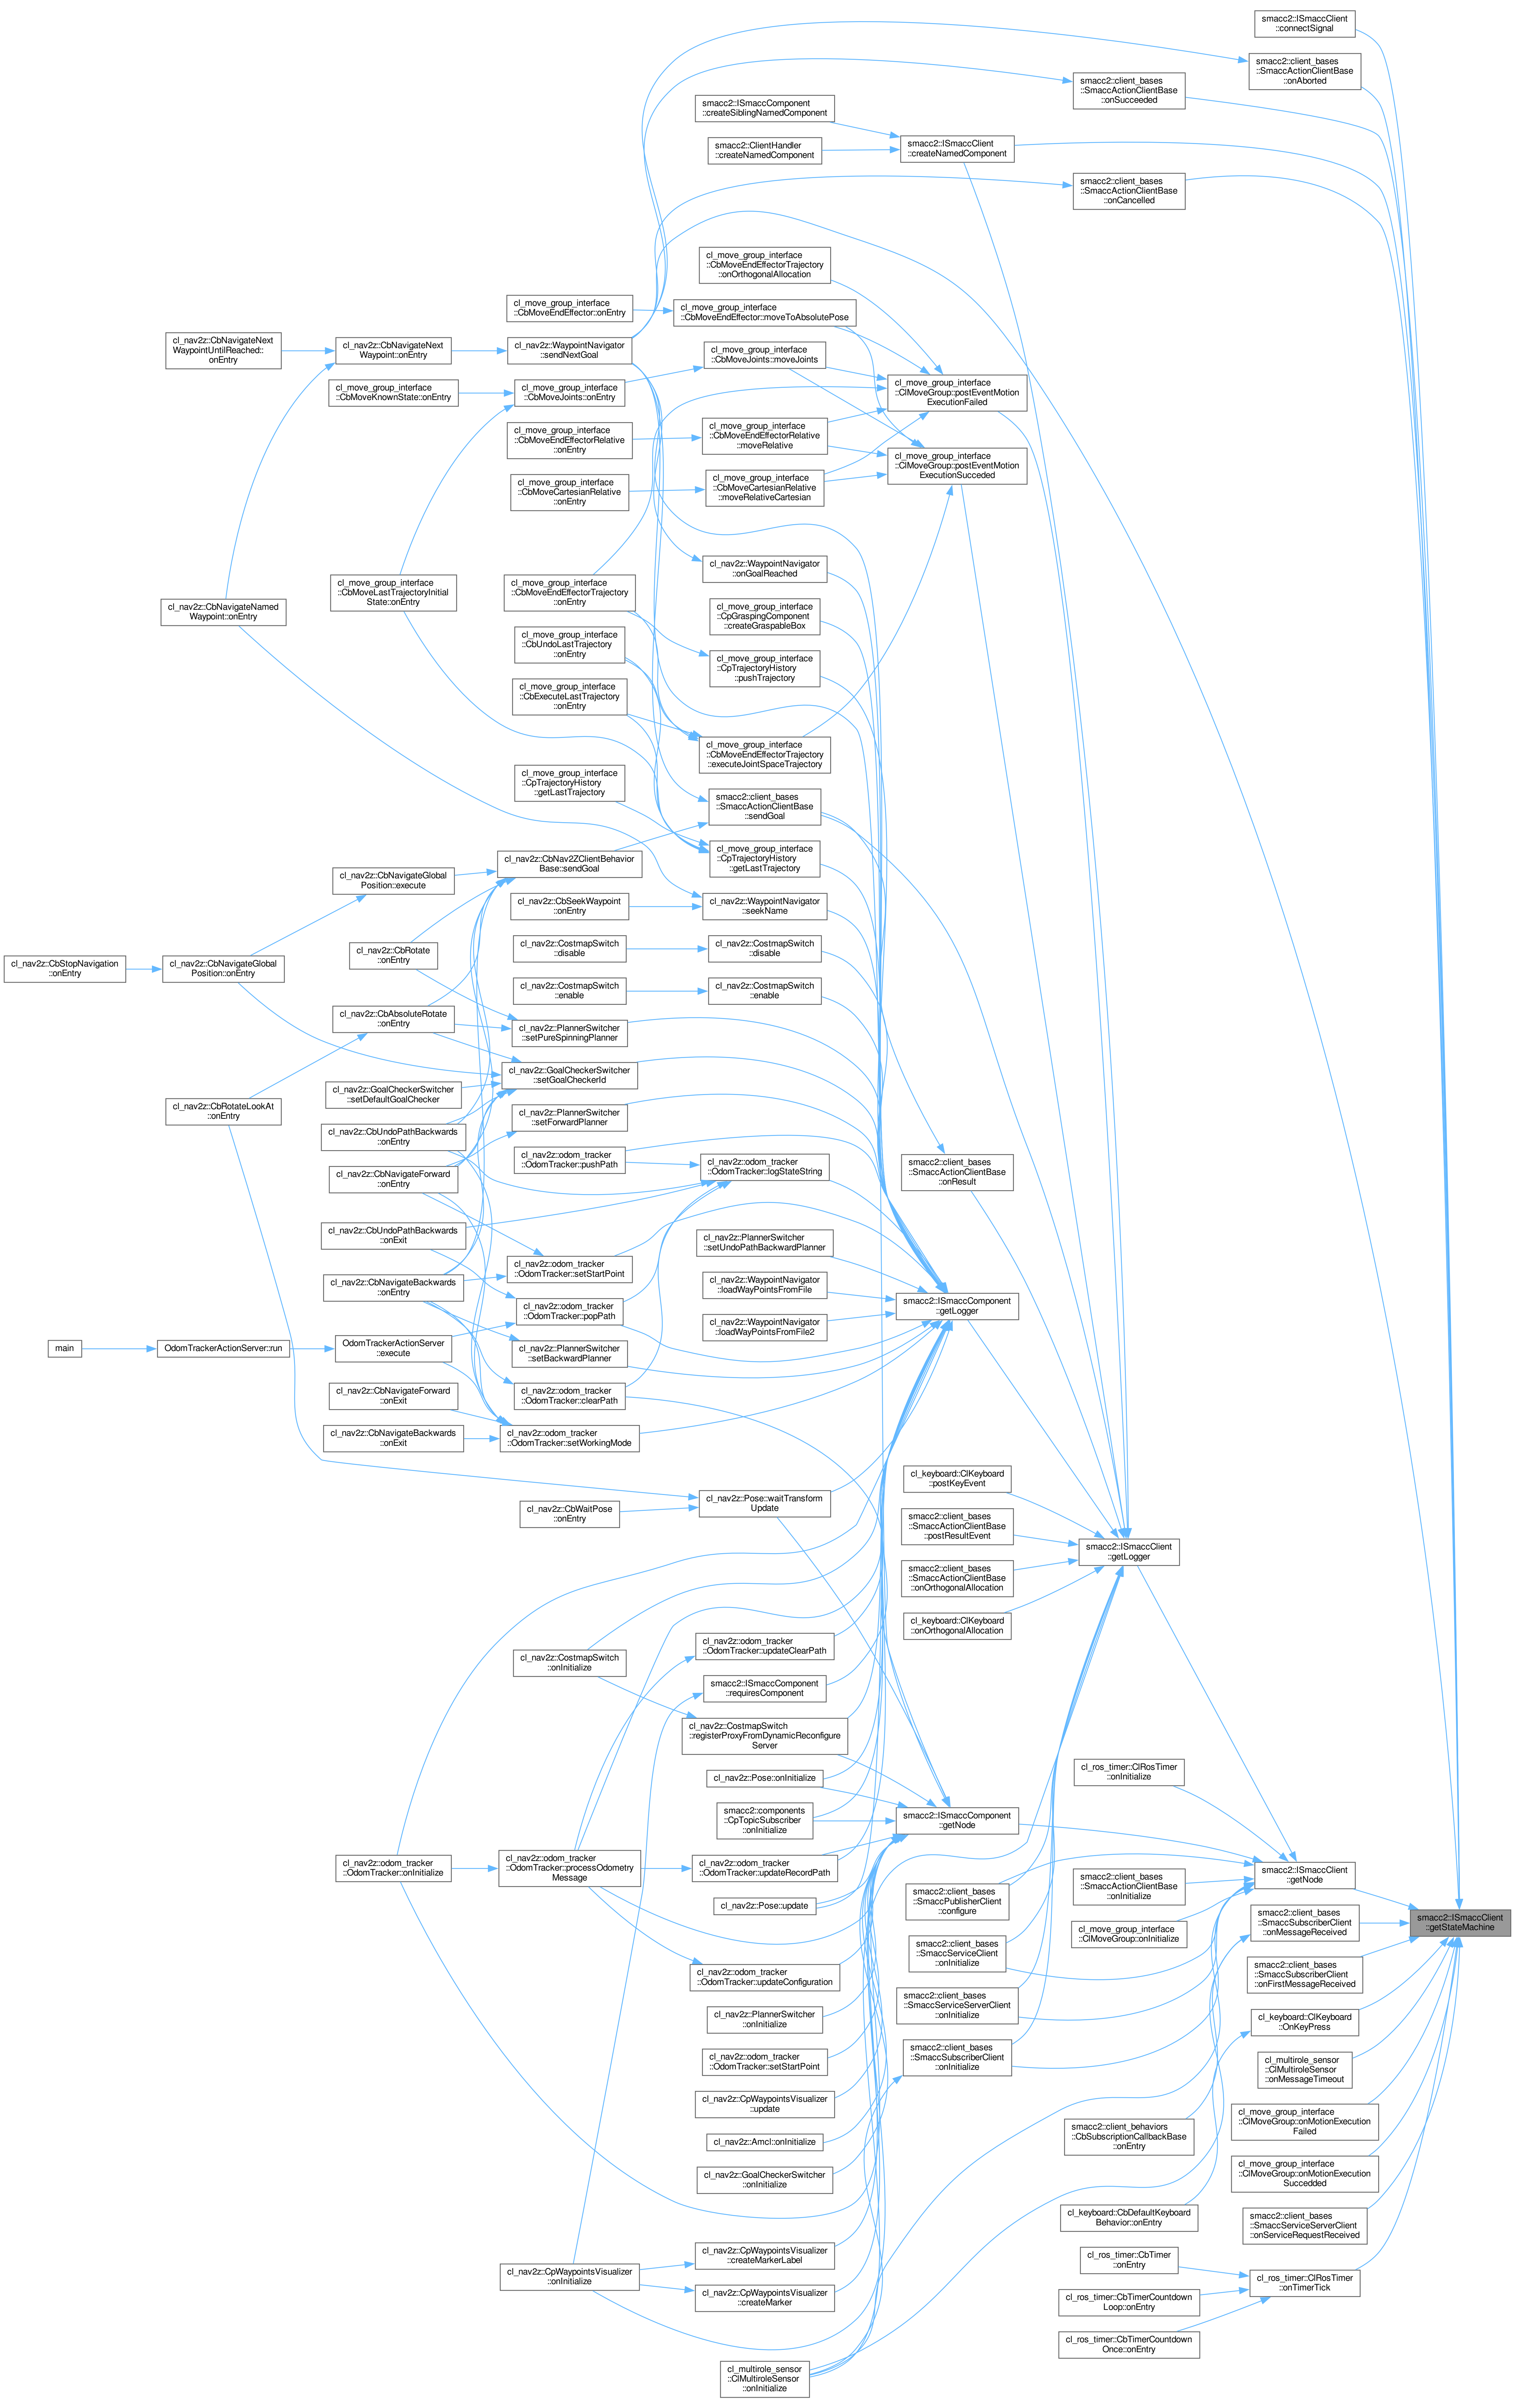 smacc2::ISmaccClient
::connectSignal
smacc2::client_bases
::SmaccActionClientBase
::onAborted
smacc2::client_bases
::SmaccActionClientBase
::onSucceeded
smacc2::ISmaccComponent
::createSiblingNamedComponent
smacc2::ClientHandler
::createNamedComponent
smacc2::ISmaccClient
::createNamedComponent
smacc2::client_bases
::SmaccActionClientBase
::onCancelled
cl_move_group_interface
::CbMoveEndEffectorTrajectory
::onOrthogonalAllocation
cl_move_group_interface
::CbMoveEndEffector::onEntry
cl_move_group_interface
::CbMoveEndEffector::moveToAbsolutePose
cl_nav2z::CbNavigateNext
WaypointUntilReached::
onEntry
cl_nav2z::CbNavigateNext
Waypoint::onEntry
cl_nav2z::WaypointNavigator
::sendNextGoal
cl_move_group_interface
::CbMoveJoints::moveJoints
cl_move_group_interface
::CbMoveKnownState::onEntry
cl_move_group_interface
::CbMoveJoints::onEntry
cl_move_group_interface
::ClMoveGroup::postEventMotion
ExecutionFailed
cl_move_group_interface
::CbMoveEndEffectorRelative
::onEntry
cl_move_group_interface
::CbMoveEndEffectorRelative
::moveRelative
cl_move_group_interface
::ClMoveGroup::postEventMotion
ExecutionSucceded
cl_move_group_interface
::CbMoveCartesianRelative
::onEntry
cl_move_group_interface
::CbMoveCartesianRelative
::moveRelativeCartesian
cl_nav2z::WaypointNavigator
::onGoalReached
cl_nav2z::CbNavigateNamed
Waypoint::onEntry
cl_move_group_interface
::CbMoveLastTrajectoryInitial
State::onEntry
cl_move_group_interface
::CbMoveEndEffectorTrajectory
::onEntry
cl_move_group_interface
::CpGraspingComponent
::createGraspableBox
cl_move_group_interface
::CbUndoLastTrajectory
::onEntry
cl_move_group_interface
::CpTrajectoryHistory
::pushTrajectory
cl_move_group_interface
::CbExecuteLastTrajectory
::onEntry
cl_move_group_interface
::CbMoveEndEffectorTrajectory
::executeJointSpaceTrajectory
cl_move_group_interface
::CpTrajectoryHistory
::getLastTrajectory
smacc2::client_bases
::SmaccActionClientBase
::sendGoal
cl_move_group_interface
::CpTrajectoryHistory
::getLastTrajectory
cl_nav2z::CbNav2ZClientBehavior
Base::sendGoal
cl_nav2z::CbNavigateGlobal
Position::execute
cl_nav2z::CbSeekWaypoint
::onEntry
cl_nav2z::WaypointNavigator
::seekName
cl_nav2z::CbStopNavigation
::onEntry
cl_nav2z::CbNavigateGlobal
Position::onEntry
cl_nav2z::CbRotate
::onEntry
cl_nav2z::CostmapSwitch
::disable
cl_nav2z::CostmapSwitch
::disable
cl_nav2z::CostmapSwitch
::enable
cl_nav2z::CostmapSwitch
::enable
cl_nav2z::CbAbsoluteRotate
::onEntry
cl_nav2z::PlannerSwitcher
::setPureSpinningPlanner
cl_nav2z::GoalCheckerSwitcher
::setGoalCheckerId
cl_nav2z::GoalCheckerSwitcher
::setDefaultGoalChecker
cl_nav2z::CbRotateLookAt
::onEntry
cl_nav2z::PlannerSwitcher
::setForwardPlanner
cl_nav2z::CbUndoPathBackwards
::onEntry
cl_nav2z::odom_tracker
::OdomTracker::pushPath
cl_nav2z::odom_tracker
::OdomTracker::logStateString
smacc2::client_bases
::SmaccActionClientBase
::onResult
cl_nav2z::CbNavigateForward
::onEntry
cl_nav2z::CbUndoPathBackwards
::onExit
cl_nav2z::PlannerSwitcher
::setUndoPathBackwardPlanner
cl_nav2z::odom_tracker
::OdomTracker::setStartPoint
cl_nav2z::CbNavigateBackwards
::onEntry
cl_nav2z::WaypointNavigator
::loadWayPointsFromFile
smacc2::ISmaccComponent
::getLogger
cl_nav2z::odom_tracker
::OdomTracker::popPath
cl_nav2z::WaypointNavigator
::loadWayPointsFromFile2
main
OdomTrackerActionServer::run
OdomTrackerActionServer
::execute
cl_nav2z::PlannerSwitcher
::setBackwardPlanner
cl_nav2z::CbNavigateForward
::onExit
cl_nav2z::odom_tracker
::OdomTracker::clearPath
cl_nav2z::CbNavigateBackwards
::onExit
cl_nav2z::odom_tracker
::OdomTracker::setWorkingMode
cl_keyboard::ClKeyboard
::postKeyEvent
cl_nav2z::CbWaitPose
::onEntry
cl_nav2z::Pose::waitTransform
Update
smacc2::client_bases
::SmaccActionClientBase
::postResultEvent
smacc2::ISmaccClient
::getLogger
smacc2::client_bases
::SmaccActionClientBase
::onOrthogonalAllocation
cl_keyboard::ClKeyboard
::onOrthogonalAllocation
cl_nav2z::odom_tracker
::OdomTracker::updateClearPath
cl_nav2z::CostmapSwitch
::onInitialize
smacc2::ISmaccComponent
::requiresComponent
cl_nav2z::CostmapSwitch
::registerProxyFromDynamicReconfigure
Server
cl_ros_timer::ClRosTimer
::onInitialize
cl_nav2z::Pose::onInitialize
smacc2::components
::CpTopicSubscriber
::onInitialize
smacc2::ISmaccComponent
::getNode
cl_nav2z::odom_tracker
::OdomTracker::onInitialize
cl_nav2z::odom_tracker
::OdomTracker::processOdometry
Message
cl_nav2z::odom_tracker
::OdomTracker::updateRecordPath
smacc2::ISmaccClient
::getNode
smacc2::client_bases
::SmaccActionClientBase
::onInitialize
cl_nav2z::Pose::update
smacc2::client_bases
::SmaccPublisherClient
::configure
smacc2::client_bases
::SmaccSubscriberClient
::onMessageReceived
smacc2::ISmaccClient
::getStateMachine
cl_move_group_interface
::ClMoveGroup::onInitialize
smacc2::client_bases
::SmaccServiceClient
::onInitialize
cl_nav2z::odom_tracker
::OdomTracker::updateConfiguration
smacc2::client_bases
::SmaccSubscriberClient
::onFirstMessageReceived
smacc2::client_bases
::SmaccServiceServerClient
::onInitialize
cl_nav2z::PlannerSwitcher
::onInitialize
cl_keyboard::ClKeyboard
::OnKeyPress
cl_nav2z::odom_tracker
::OdomTracker::setStartPoint
smacc2::client_bases
::SmaccSubscriberClient
::onInitialize
cl_multirole_sensor
::ClMultiroleSensor
::onMessageTimeout
cl_nav2z::CpWaypointsVisualizer
::update
cl_move_group_interface
::ClMoveGroup::onMotionExecution
Failed
smacc2::client_behaviors
::CbSubscriptionCallbackBase
::onEntry
cl_nav2z::Amcl::onInitialize
cl_nav2z::GoalCheckerSwitcher
::onInitialize
cl_move_group_interface
::ClMoveGroup::onMotionExecution
Succedded
cl_keyboard::CbDefaultKeyboard
Behavior::onEntry
smacc2::client_bases
::SmaccServiceServerClient
::onServiceRequestReceived
cl_nav2z::CpWaypointsVisualizer
::createMarkerLabel
cl_ros_timer::CbTimer
::onEntry
cl_nav2z::CpWaypointsVisualizer
::onInitialize
cl_ros_timer::ClRosTimer
::onTimerTick
cl_nav2z::CpWaypointsVisualizer
::createMarker
cl_ros_timer::CbTimerCountdown
Loop::onEntry
cl_ros_timer::CbTimerCountdown
Once::onEntry
cl_multirole_sensor
::ClMultiroleSensor
::onInitialize